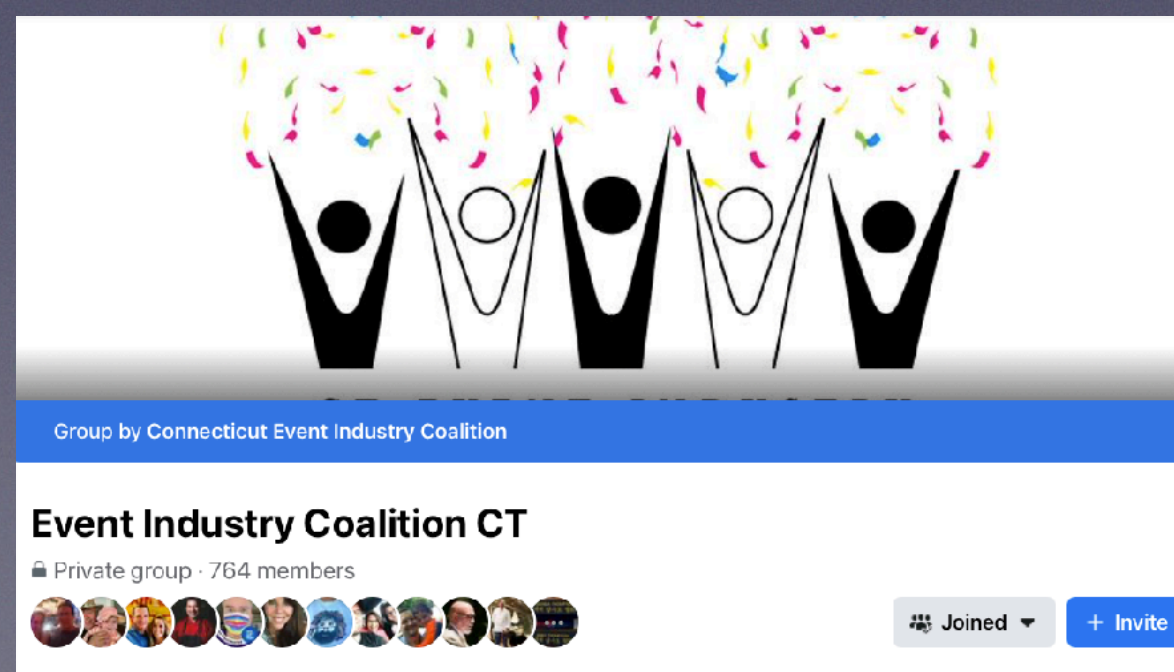 Group by Connecticut Event Industry Coalition
Event Industry Coalition CT
Private group · 764 members
Joined
+ Invite